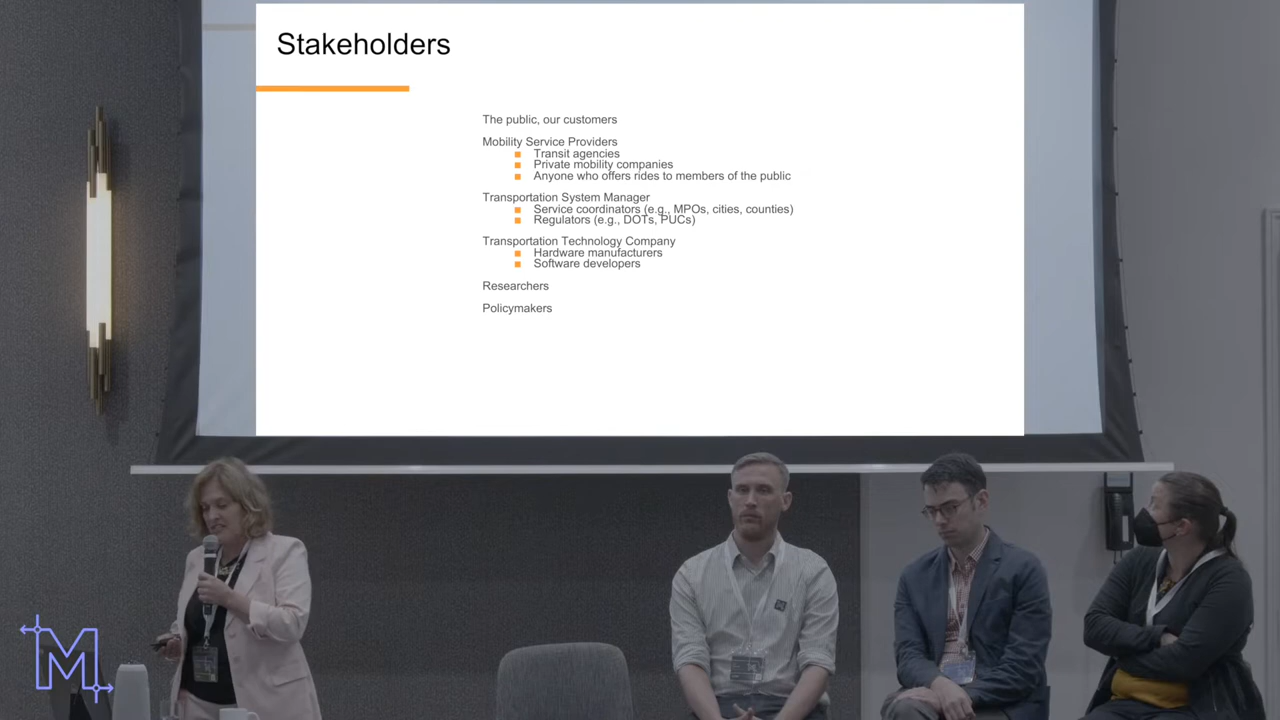 Stakeholders
The public, our customers
Mobility Service Providers
Transit agencies
Private mobility companies
Anyone who offers rides to members of the public
Transportation System Manager
Service coordinators (e.g., MPOs, cities, counties)
Regulators (e.g., DOTs, PUCs)
Transportation Technology Company
Hardware manufacturers
Software developers
Researchers
Policymakers
M